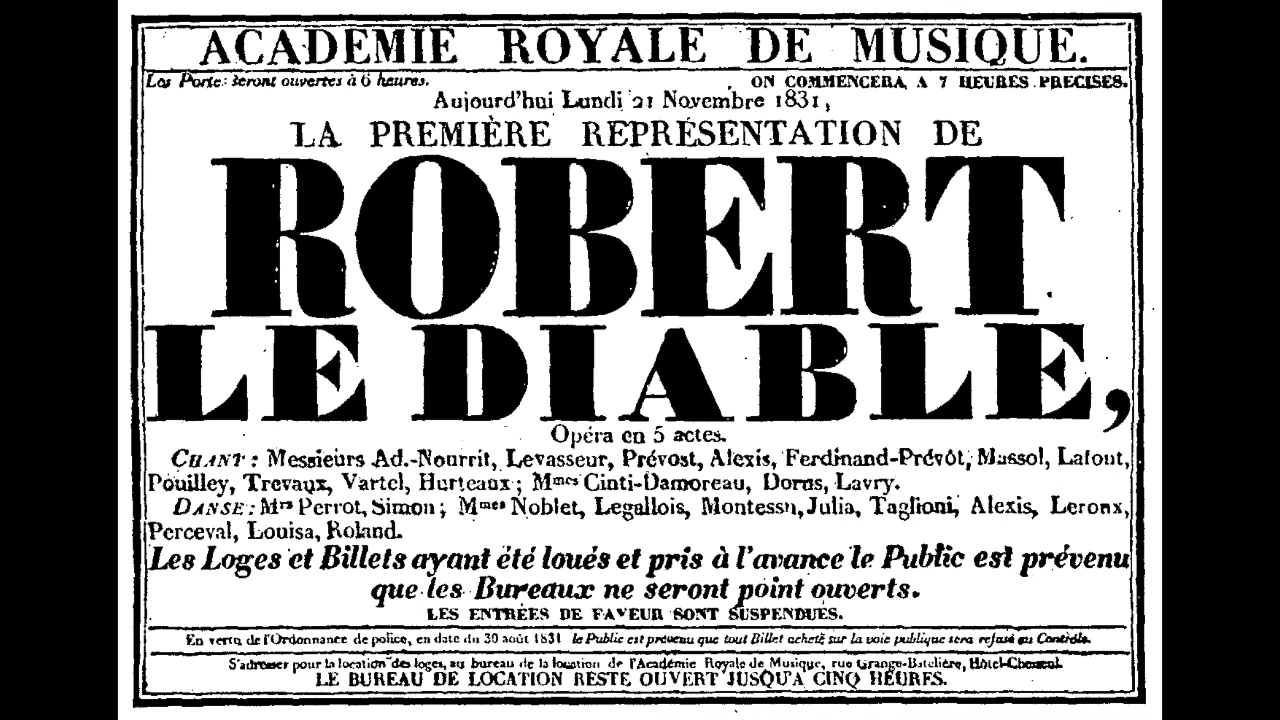 ACADEMIE ROYALE DE MUSIQUE.
Les Portes seront ouvertes à 6 heures. ON COMMENCERA A 7 HEURES PRECISES.
Aujourd'hui Lundi 21 Novembre 1831,
LA PREMIÈRE REPRÉSENTATION DE
ROBERT
LE DIABLE,
Opéra en 5 actes.
CHANT : Messieurs Ad.-Nourrit, Levasseur, Prévost, Alexis, Ferdinand-Prévôt, Massol, Lafont,
Pouilley, Trevaux, Vartel, Hurteaux ; Mmes Cinti-Damoreau, Dorus, Lavry.
DANSE : Mrs Perrot, Simon ; Mmes Noblet, Legallois, Montessu, Julia, Taglioni, Alexis, Leroux,
Perceval, Louisa, Roland.
Les Loges et Billets ayant été loués et pris à l'avance le Public est prévenu
que les Bureaux ne seront point ouverts.
LES ENTRÉES DE FAVEUR SONT SUSPENDUES.
En vertu de l'Ordonnance de police, en date du 30 août 1831 le Public est prévenu que tout Billet acheté sur la voie publique sera refusé au Contrôle.
S'adresser pour la location des loges, au bureau de la location de l'Académie Royale de Musique, rue Grange-Batelière, Hôtel
LE BUREAU DE LOCATION RESTE OUVERT JUSQU'A CINQ HEURES.